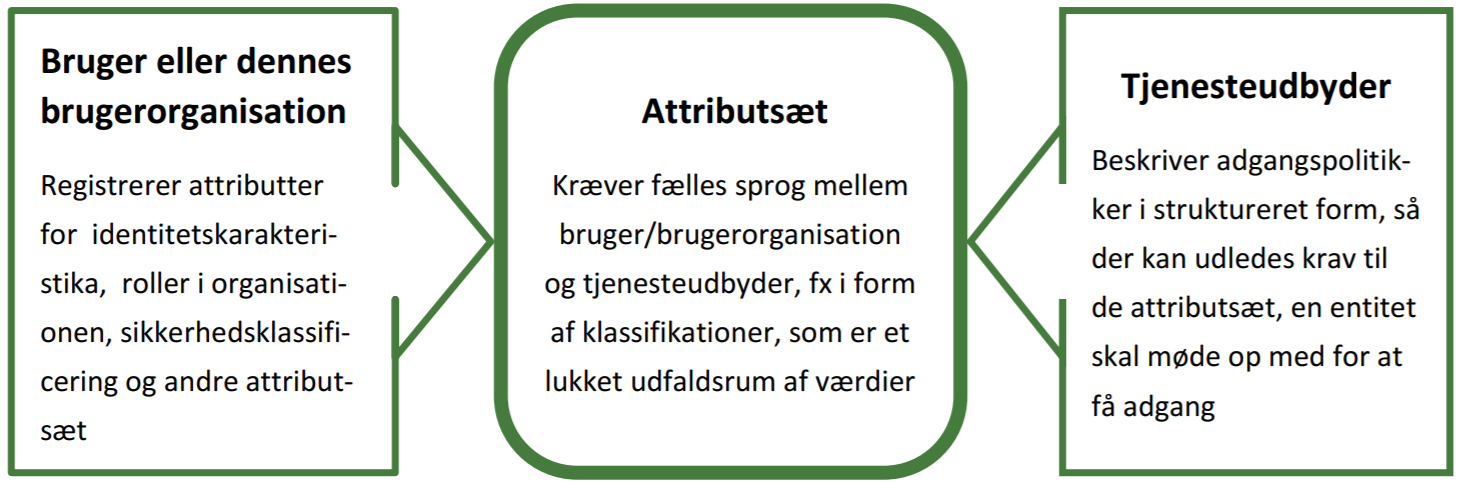 Bruger eller dennes
brugerorganisation
Registrerer attributter
for identitetskarakteri-
stika, roller i organisati-
onen, sikkerhedsklassifi-
cering og andre attribut-
sæt
Attributsæt
Kræver fælles sprog mellem
bruger/brugerorganisation
og tjenesteudbyder, fx i form
af klassifikationer, som er et
lukket udfaldsrum af værdier
Tjenesteudbyder
Beskriver adgangspolitik-
ker i struktureret form, så
der kan udledes krav til
de attributsæt, en entitet
skal møde op med for at
få adgang